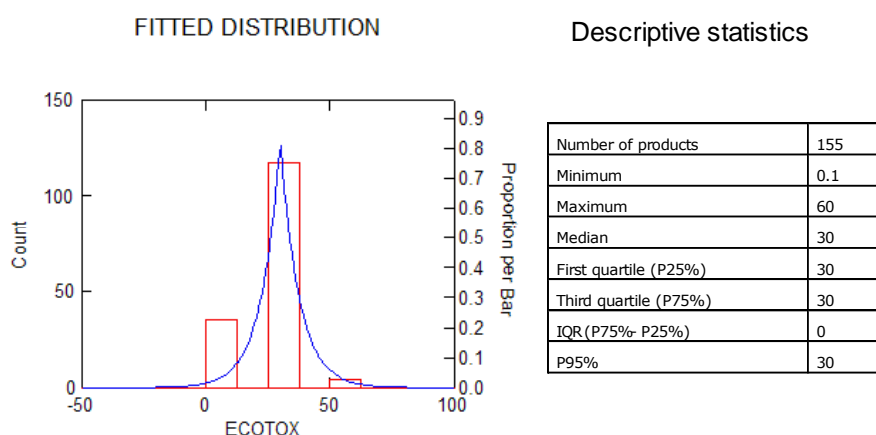 FITTED DISTRIBUTION
Descriptive statistics
150
100
50
0
Count
0.9
0.8
0.7
0.6
0.5
0.4
0.3
0.2
0.1
0.0
Proportion per Bar
-50 0 50 100
ECOTOX
Number of products 155
Minimum 0.1
Maximum 60
Median 30
First quartile (P25%) 30
Third quartile (P75%) 30
IQR(P75%- P25%) 0
P95% 30